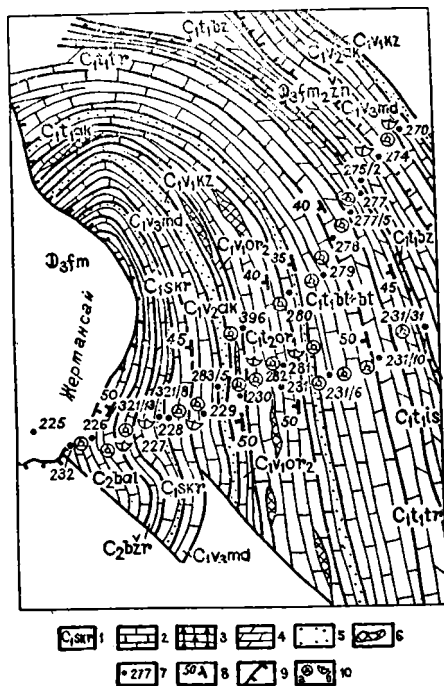 C₁t₁bz
C₁v₁kz
C₁v₂ak
C₁t₁tr
D₃fm₂žn
C₁v₃md
270
C₁t₁ak
274
C₁v₁kz
275/2
277
40
277/5
C₁v₃md
C₁v₁or₂
278
C₁t₁bz
35
D₃fm
279
C₁skr
40
45
C₁v₂ak
280
C₁t₁bt-bt
Жертансай
396
231/31
45
C₁t₂or
50
283/5
281
231/10
321/8
282
231
50
321/13
230
231/6
C₁t₁is
225
226
229
228
50
227
50
232
C₂bal
C₁skr
C₁v₁or₂
C₁t₁tr
C₂bžr
C₁v₃md
C₁skr 1
2
3
4
5
6
277 7
50 8
9
а б 10